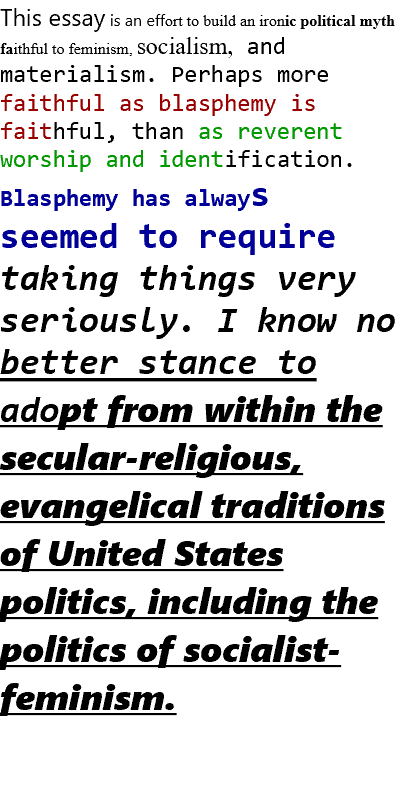 This essay is an effort to build an ironic political myth
faithful to feminism, socialism, and
materialism. Perhaps more
faithful as blasphemy is
faithful, than as reverent
worship and identification.
Blasphemy has always
seemed to require
taking things very
seriously. I know no
better stance to
adopt from within the
secular-religious,
evangelical traditions
of United States
politics, including the
politics of socialist-
feminism.